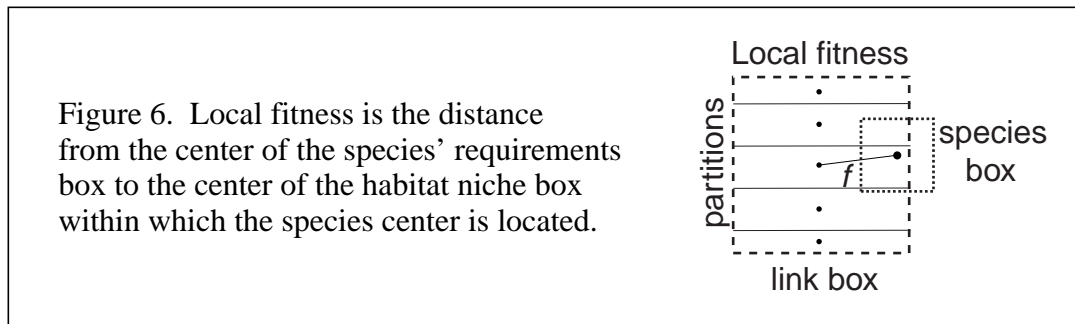 Figure 6. Local fitness is the distance
from the center of the species' requirements
box to the center of the habitat niche box
within which the species center is located.
Local fitness
partitions
f
species
box
link box